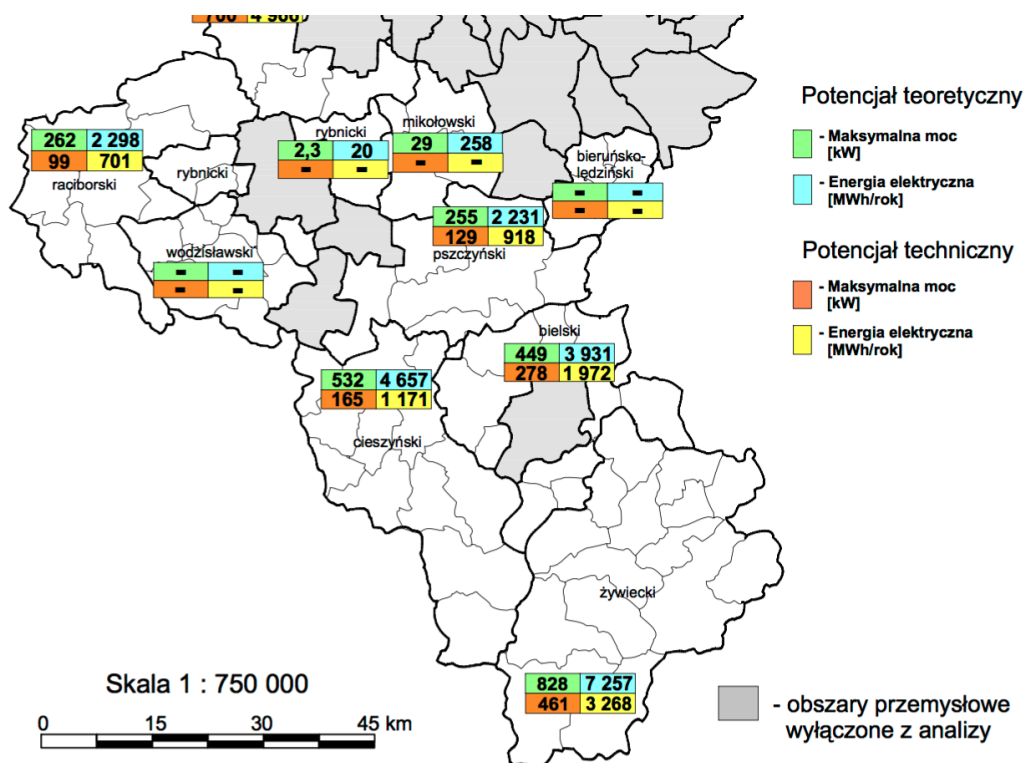 262 2 298
99 701
raciborski
rybnicki
rybnicki
2,3 20
- -
mikołowski
29 258
- -
bieruńsko-
lędziński
- -
- -
255 2 231
129 918
pszczyński
wodzisławski
- -
- -
bielski
449 3 931
278 1 972
532 4 657
165 1 171
cieszyński
żywiecki
828 7 257
461 3 268
Potencjał teoretyczny
- Maksymalna moc
[kW]
- Energia elektryczna
[MWh/rok]
Potencjał techniczny
- Maksymalna moc
[kW]
- Energia elektryczna
[MWh/rok]
Skala 1 : 750 000
0 15 30 45 km
- obszary przemysłowe
wyłączone z analizy